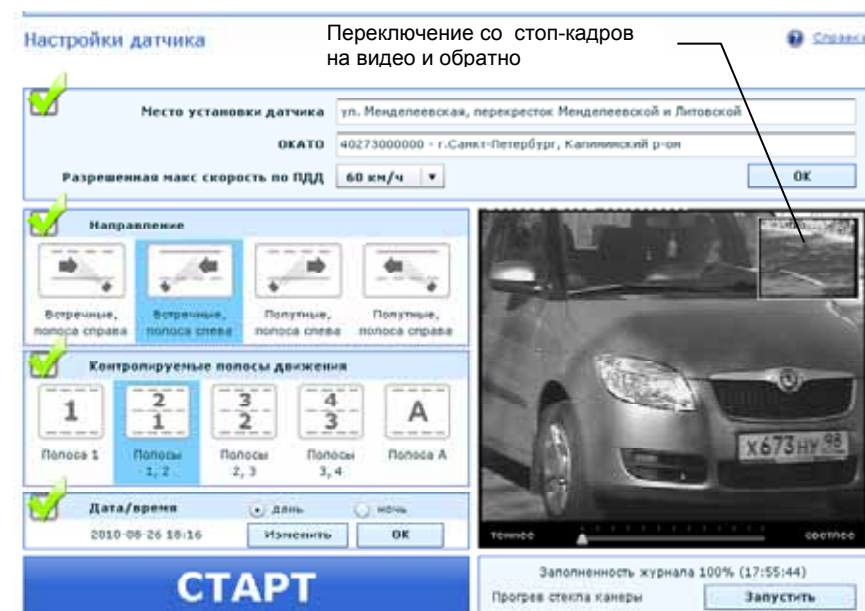 Переключение со стоп-кадров
на видео и обратно
Настройки датчика
Справка
Место установки датчика ул. Менделеевская, перекресток Менделеевской и Литовской
ОКАТО 40273000000 - г.Санкт-Петербург, Калининский р-он
Разрешенная макс скорость по ПДД 60 км/ч
ОК
Направление
Встречные, полоса справа
Встречные, полоса слева
Попутные, полоса слева
Попутные, полоса справа
Контролируемые полосы движения
1
2
1
3
2
4
3
А
Полоса 1
Полосы 1, 2
Полосы 2, 3
Полосы 3, 4
Полоса А
Дата/время
день
ночь
2010-08-26 18:16
Изменить
ОК
СТАРТ
Х673НУ 98
темнее
светлее
Заполненность журнала 100% (17:55:44)
Прогрев стекла камеры
Запустить